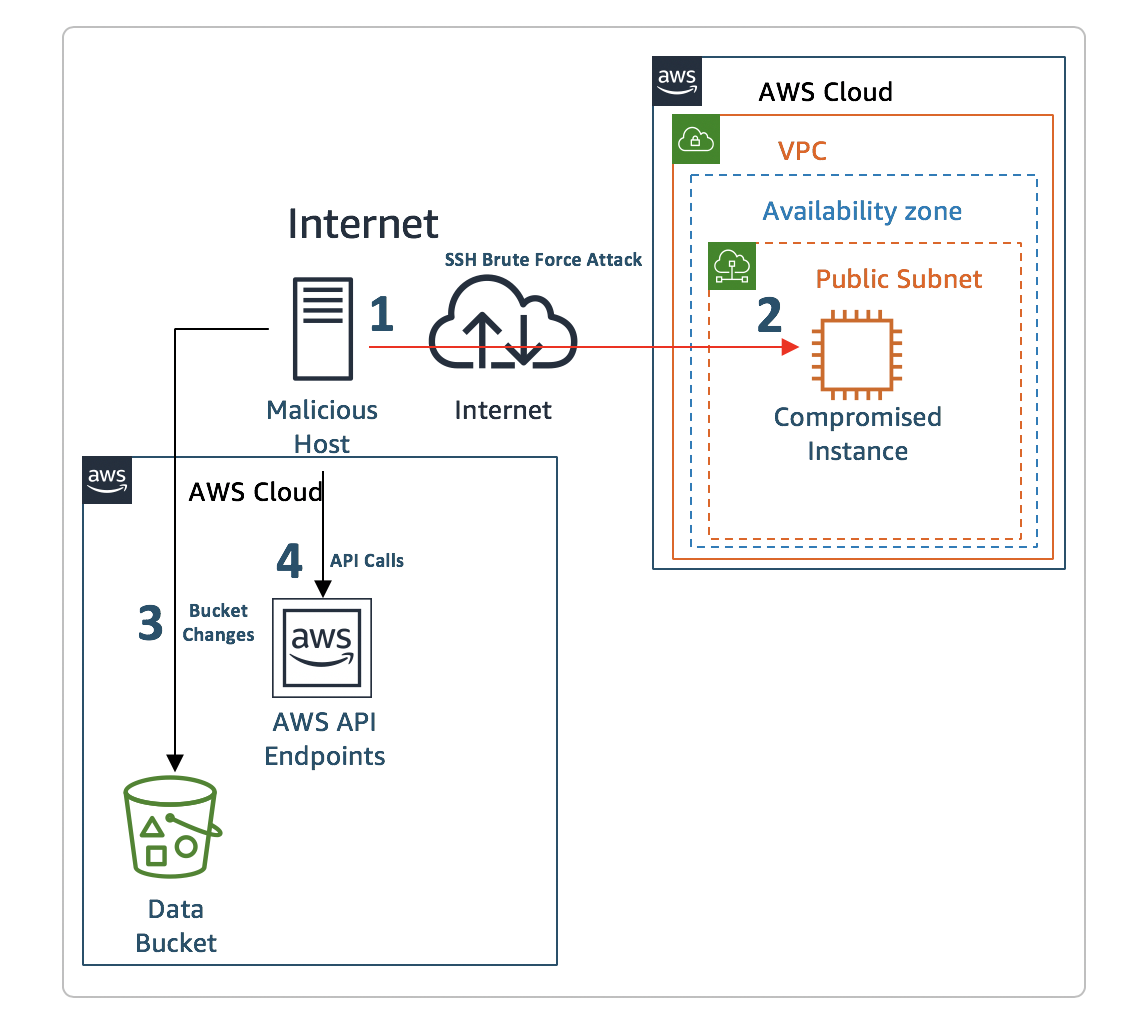 aws
AWS Cloud
VPC
Availability zone
Internet
SSH Brute Force Attack
Public Subnet
1
2
Malicious
Host
Internet
Compromised
Instance
aws
AWS Cloud
4
API Calls
3
Bucket
Changes
aws
AWS API
Endpoints
Data
Bucket